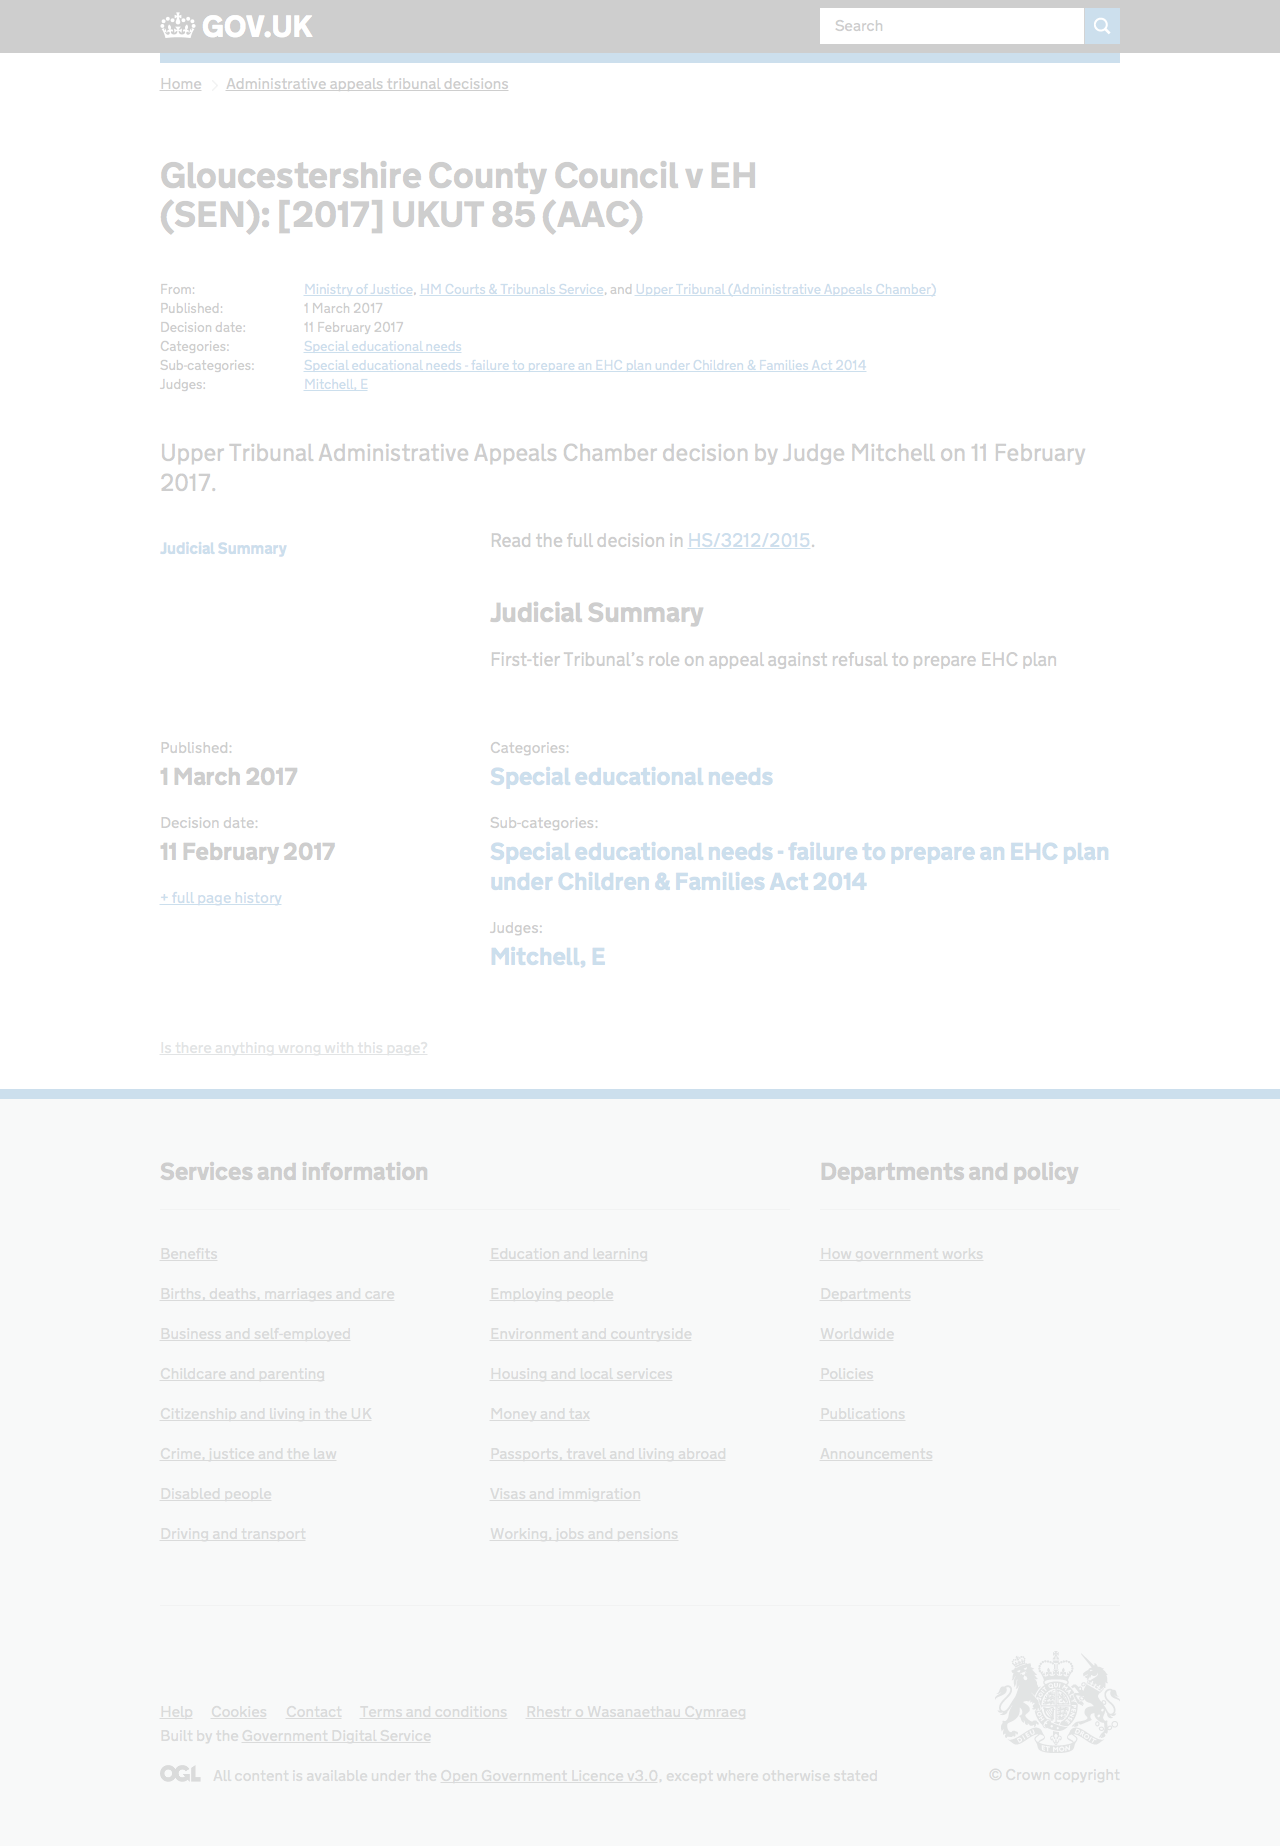 GOV.UK
Search
Home
Administrative appeals tribunal decisions
Gloucestershire County Council v EH
(SEN): [2017] UKUT 85 (AAC)
From: Ministry of Justice, HM Courts & Tribunals Service, and Upper Tribunal (Administrative Appeals Chamber)
Published: 1 March 2017
Decision date: 11 February 2017
Categories: Special educational needs
Sub-categories: Special educational needs - failure to prepare an EHC plan under Children & Families Act 2014
Judges: Mitchell, E
Upper Tribunal Administrative Appeals Chamber decision by Judge Mitchell on 11 February
2017.
Judicial Summary
Read the full decision in HS/3212/2015.
Judicial Summary
First-tier Tribunal's role on appeal against refusal to prepare EHC plan
Published:
1 March 2017
Decision date:
11 February 2017
+ full page history
Categories:
Special educational needs
Sub-categories:
Special educational needs - failure to prepare an EHC plan
under Children & Families Act 2014
Judges:
Mitchell, E
Is there anything wrong with this page?
Services and information
Benefits
Births, deaths, marriages and care
Business and self-employed
Childcare and parenting
Citizenship and living in the UK
Crime, justice and the law
Disabled people
Driving and transport
Education and learning
Employing people
Environment and countryside
Housing and local services
Money and tax
Passports, travel and living abroad
Visas and immigration
Working, jobs and pensions
Departments and policy
How government works
Departments
Worldwide
Policies
Publications
Announcements
Help Cookies Contact Terms and conditions Rhestr o Wasanaethau Cymraeg
Built by the Government Digital Service
OGL All content is available under the Open Government Licence v3.0, except where otherwise stated
© Crown copyright